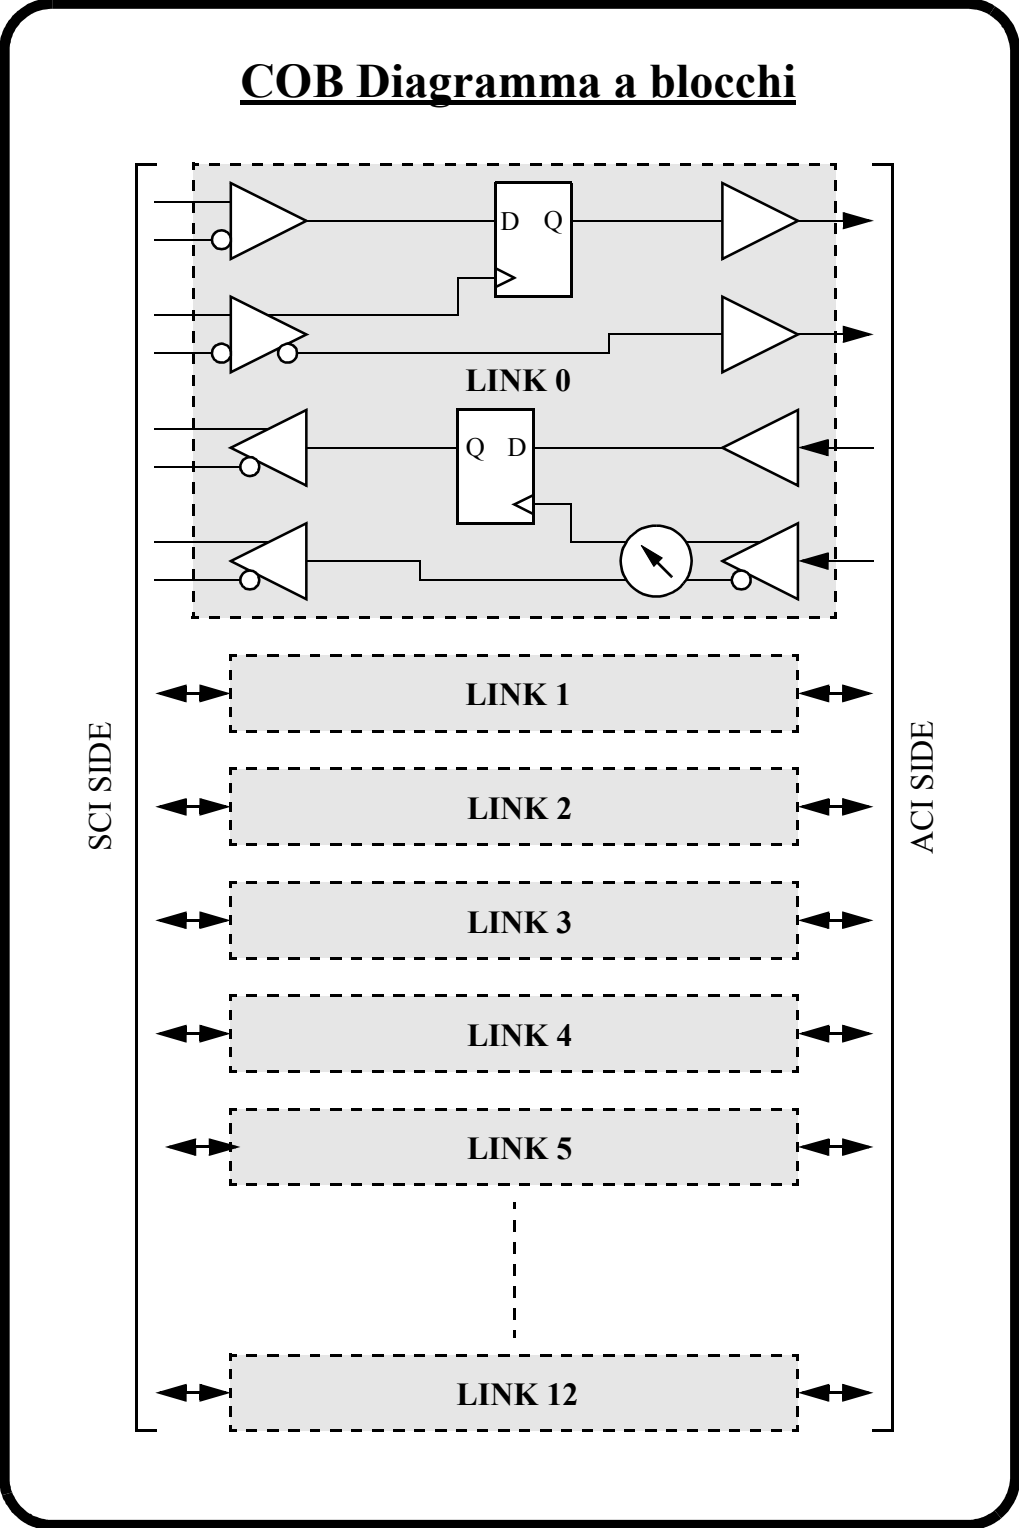 COB Diagramma a blocchi
D Q
LINK 0
Q D
LINK 1
SCI SIDE
ACI SIDE
LINK 2
LINK 3
LINK 4
LINK 5
LINK 12